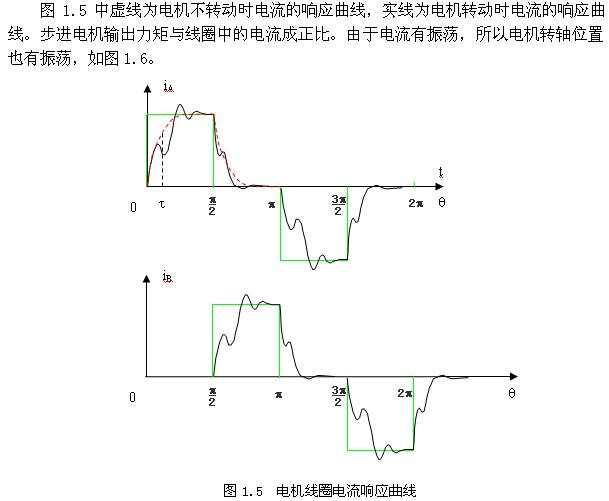 图 1.5 中虚线为电机不转动时电流的响应曲线，实线为电机转动时电流的响应曲
线。步进电机输出力矩与线圈中的电流成正比。由于电流有振荡，所以电机转轴位置
也有振荡，如图 1.6。
iA
t
0 τ π/2 π 3π/2 2π θ
iB
0 π/2 π 3π/2 2π θ
图 1.5 电机线圈电流响应曲线